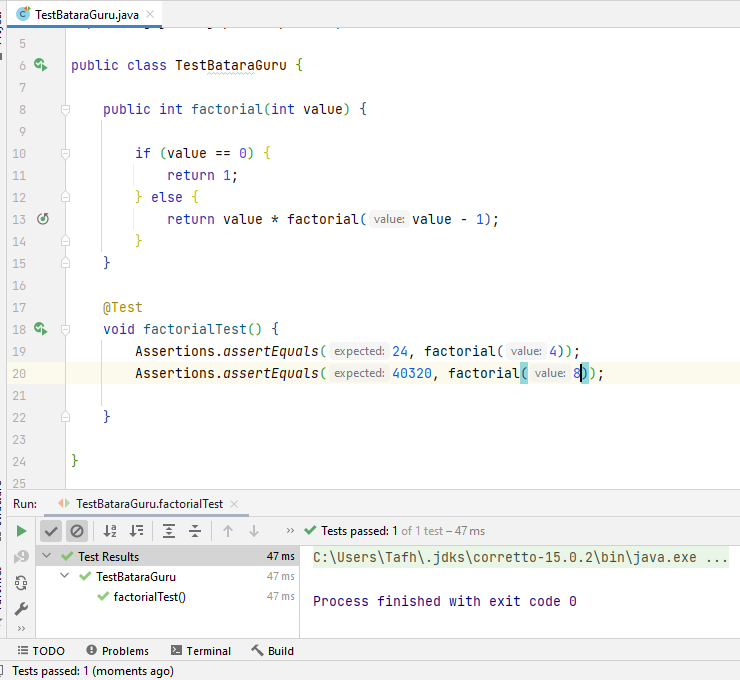 TestBataraGuru.java
5
6 public class TestBataraGuru {
7
8 public int factorial(int value) {
9
10 if (value == 0) {
11 return 1;
12 } else {
13 return value * factorial( value: value - 1);
14 }
15 }
16
17 @Test
18 void factorialTest() {
19 Assertions.assertEquals( expected: 24, factorial( value: 4));
20 Assertions.assertEquals( expected: 40320, factorial( value: 8));
21
22 }
23
24 }
25
Run: TestBataraGuru.factorialTest
Tests passed: 1 of 1 test – 47 ms
Test Results 47 ms
TestBataraGuru 47 ms
factorialTest() 47 ms
C:\Users\Tafh\.jdks\corretto-15.0.2\bin\java.exe ...
Process finished with exit code 0
TODO Problems Terminal Build
Tests passed: 1 (moments ago)